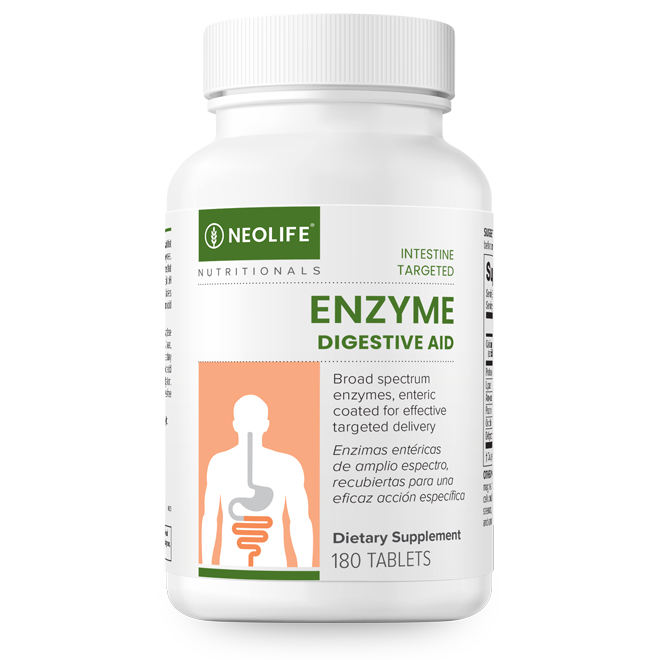 NEOLIFE®
NUTRITIONALS
INTESTINE
TARGETED
ENZYME
DIGESTIVE AID
Broad spectrum
enzymes, enteric
coated for effective
targeted delivery
Enzimas entéricas
de amplio espectro,
recubiertas para una
eficaz acción específica
Dietary Supplement
180 TABLETS